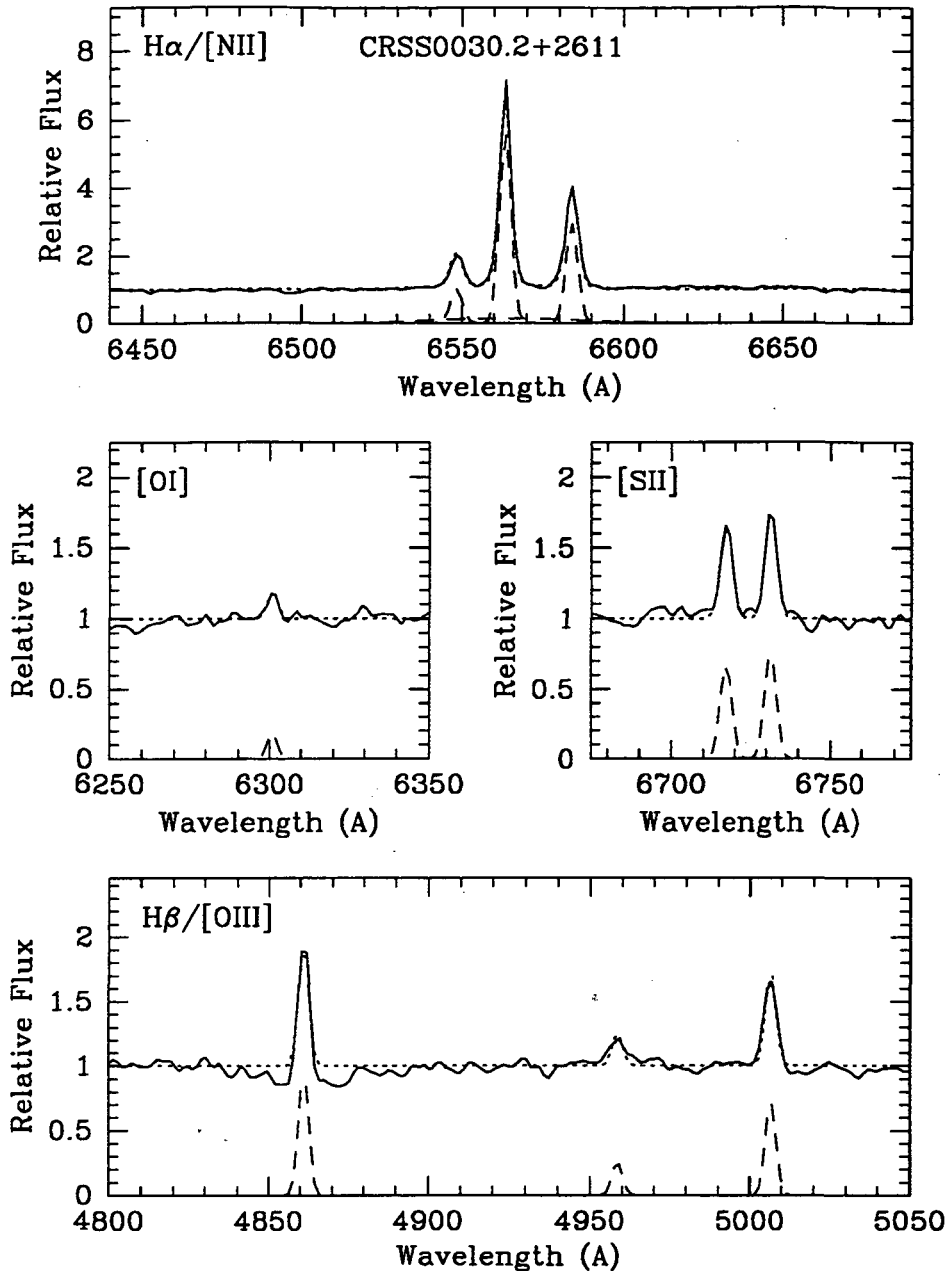 Hα/[NII] CRSS0030.2+2611
8
6
4
2
0
Relative Flux
6450 6500 6550 6600 6650
Wavelength (A)
[OI]
2
1.5
1
0.5
0
Relative Flux
6250 6300 6350
Wavelength (A)
[SII]
2
1.5
1
0.5
0
Relative Flux
6700 6750
Wavelength (A)
Hβ/[OIII]
2
1.5
1
0.5
0
Relative Flux
4800 4850 4900 4950 5000 5050
Wavelength (A)